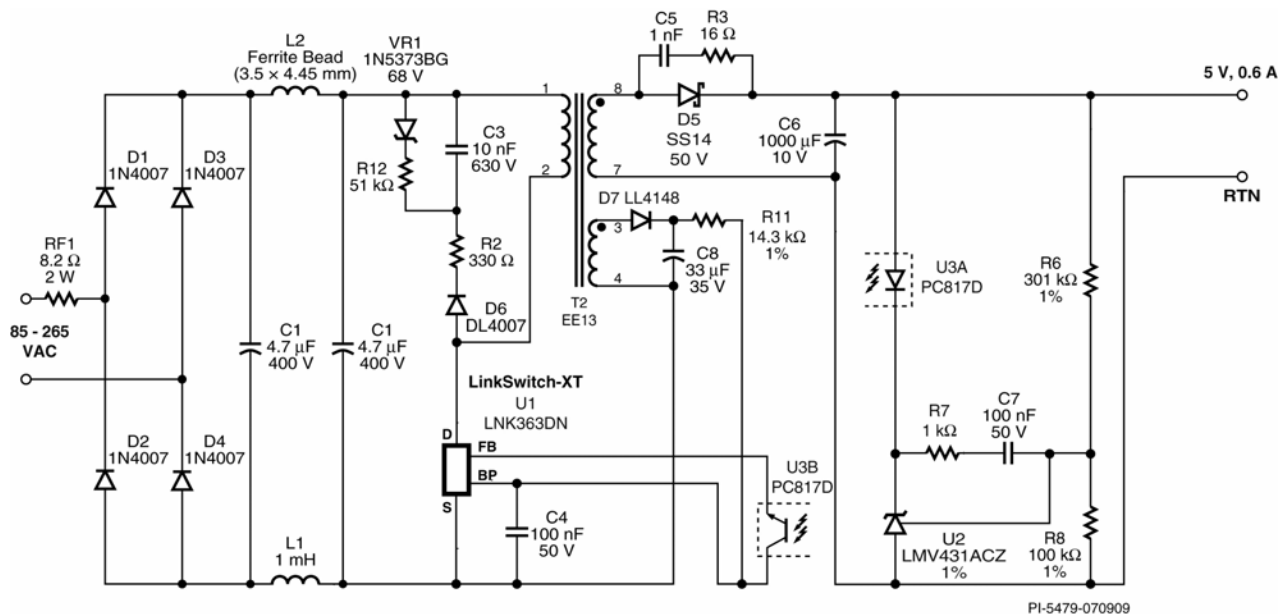 L2
Ferrite Bead
(3.5 × 4.45 mm)
VR1
1N5373BG
68 V
C5
1 nF
R3
16 Ω
5 V, 0.6 A
1
8
D5
SS14
50 V
C6
1000 μF
10 V
D1
1N4007
D3
1N4007
C3
10 nF
630 V
R12
51 kΩ
2
7
RTN
D7 LL4148
RF1
8.2 Ω
2 W
R2
330 Ω
3
R11
14.3 kΩ
1%
C8
33 μF
35 V
4
U3A
PC817D
R6
301 kΩ
1%
T2
EE13
D6
DL4007
85 - 265
VAC
C1
4.7 μF
400 V
C1
4.7 μF
400 V
LinkSwitch-XT
U1
LNK363DN
R7
1 kΩ
C7
100 nF
50 V
D2
1N4007
D4
1N4007
D
FB
BP
S
U3B
PC817D
C4
100 nF
50 V
U2
LMV431ACZ
1%
R8
100 kΩ
1%
L1
1 mH
PI-5479-070909